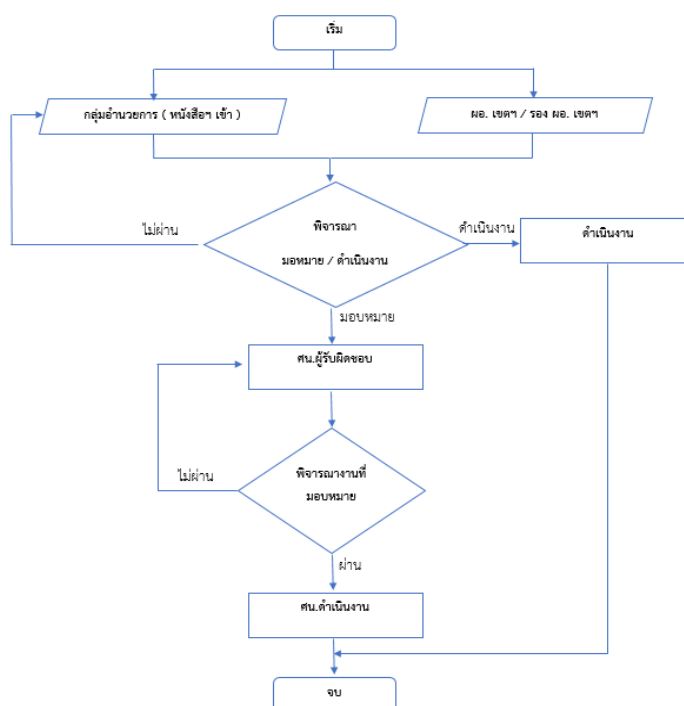 เริ่ม
กลุ่มอำนวยการ ( หนังสือฯ เข้า )
ผอ. เขตฯ / รอง ผอ. เขตฯ
ไม่ผ่าน
พิจารณา
มอหมาย / ดำเนินงาน
ดำเนินงาน
ดำเนินงาน
มอบหมาย
ศน.ผู้รับผิดชอบ
ไม่ผ่าน
พิจารณางานที่
มอบหมาย
ผ่าน
ศน.ดำเนินงาน
จบ